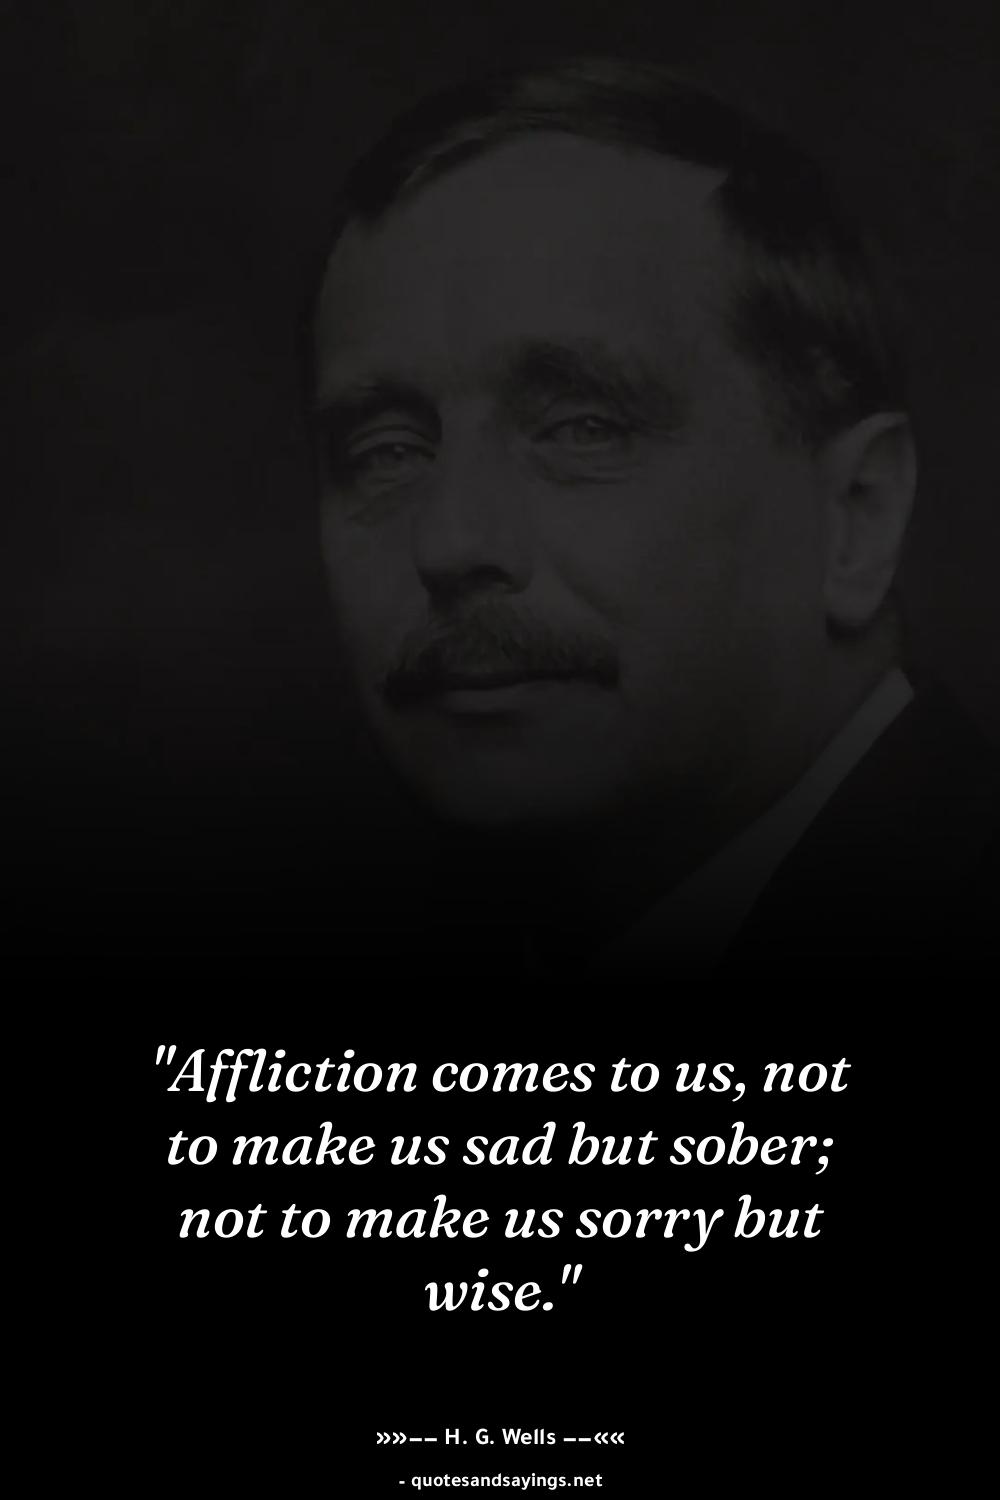 "Affliction comes to us, not
to make us sad but sober;
not to make us sorry but
wise."
»»–– H. G. Wells ––««
- quotesandsayings.net